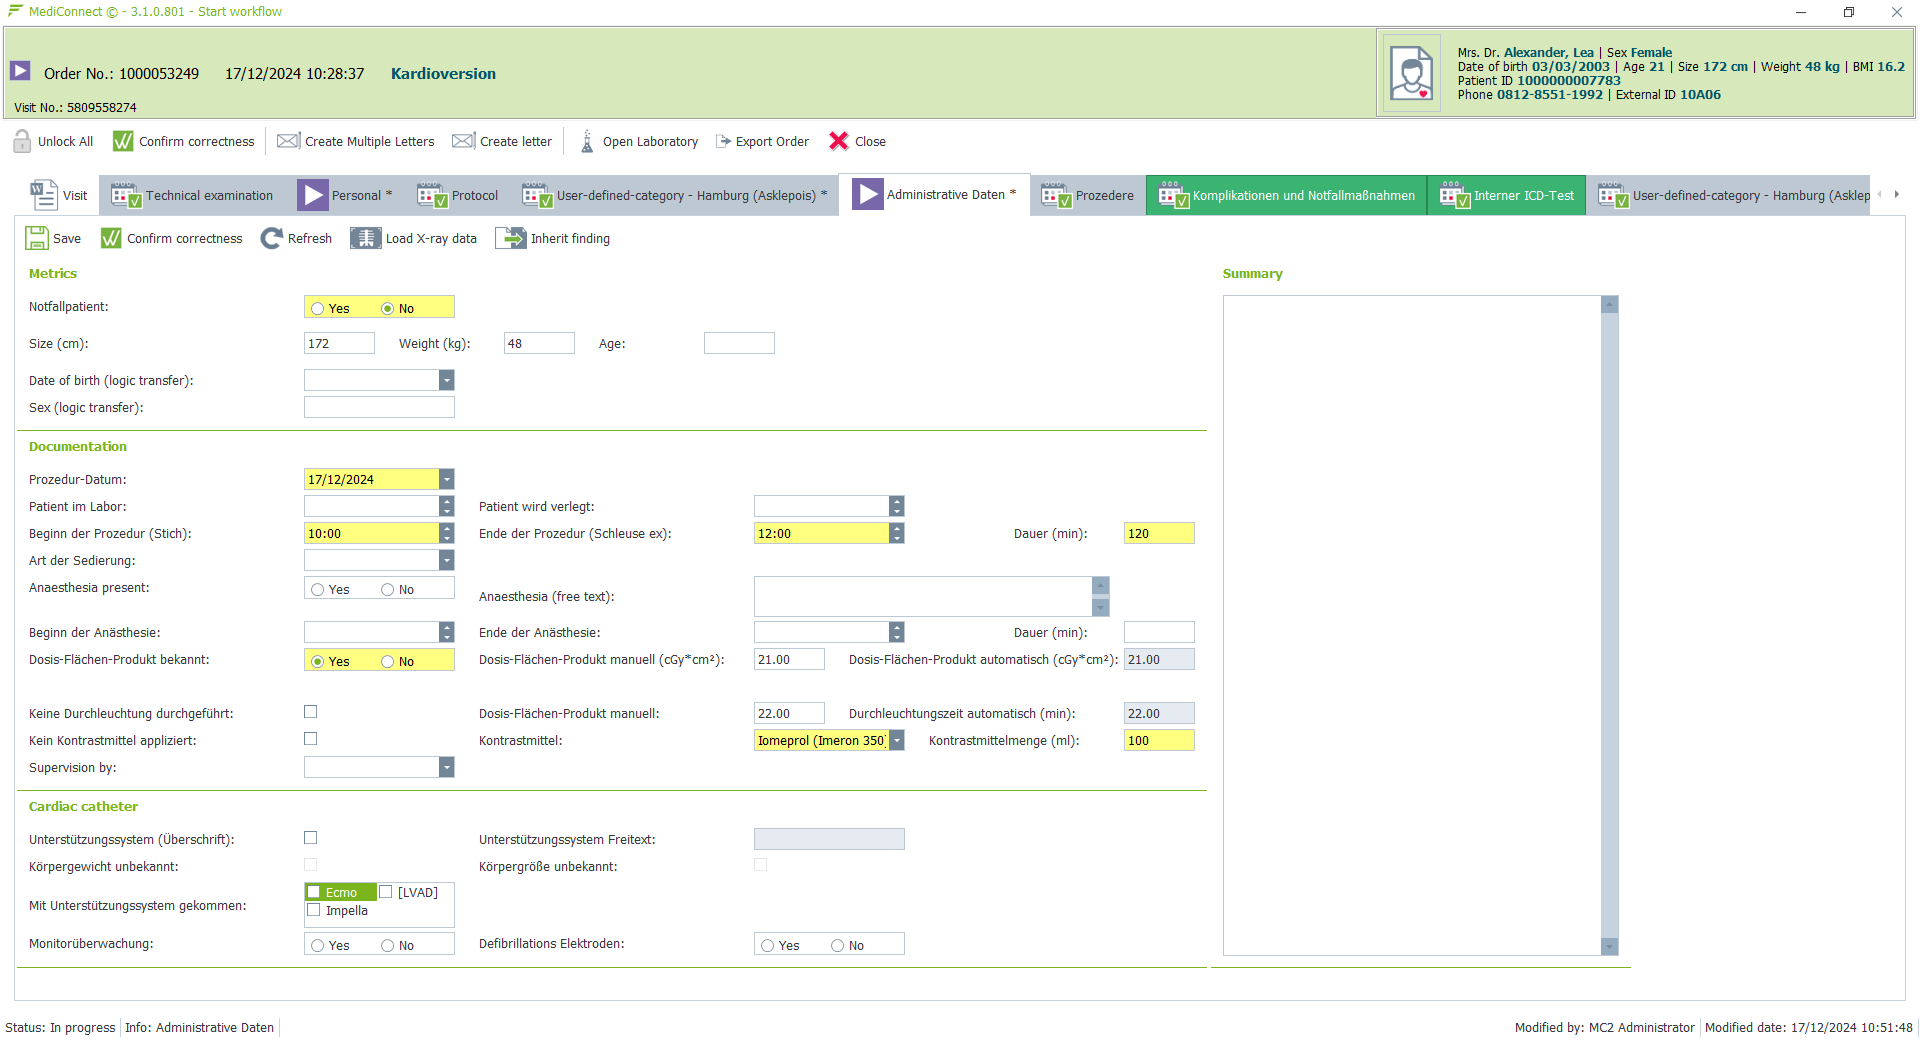 MediConnect © - 3.1.0.801 - Start workflow
Order No.: 1000053249 17/12/2024 10:28:37 Kardioversion
Visit No.: 5809558274
Mrs. Dr. Alexander, Lea | Sex Female
Date of birth 03/03/2003 | Age 21 | Size 172 cm | Weight 48 kg | BMI 16.2
Patient ID 1000000007783
Phone 0812-8551-1992 | External ID 10A06
Unlock All Confirm correctness Create Multiple Letters Create letter Open Laboratory Export Order Close
Visit Technical examination Personal * Protocol User-defined-category - Hamburg (Asklepois) * Administrative Daten * Prozedere Komplikationen und Notfallmaßnahmen Interner ICD-Test User-defined-category - Hamburg (Asklep
Save Confirm correctness Refresh Load X-ray data Inherit finding
Metrics
Notfallpatient: Yes No
Size (cm): 172 Weight (kg): 48 Age:
Date of birth (logic transfer):
Sex (logic transfer):
Documentation
Prozedur-Datum: 17/12/2024
Patient im Labor: Patient wird verlegt:
Beginn der Prozedur (Stich): 10:00 Ende der Prozedur (Schleuse ex): 12:00 Dauer (min): 120
Art der Sedierung:
Anaesthesia present: Yes No Anaesthesia (free text):
Beginn der Anästhesie: Ende der Anästhesie: Dauer (min):
Dosis-Flächen-Produkt bekannt: Yes No Dosis-Flächen-Produkt manuell (cGy*cm²): 21.00 Dosis-Flächen-Produkt automatisch (cGy*cm²): 21.00
Keine Durchleuchtung durchgeführt: Dosis-Flächen-Produkt manuell: 22.00 Durchleuchtungszeit automatisch (min): 22.00
Kein Kontrastmittel appliziert: Kontrastmittel: Iomeprol (Imeron 350) Kontrastmittelmenge (ml): 100
Supervision by:
Cardiac catheter
Unterstützungssystem (Überschrift): Unterstützungssystem Freitext:
Körpergewicht unbekannt: Körpergröße unbekannt:
Mit Unterstützungssystem gekommen: Ecmo [LVAD]
Impella
Monitorüberwachung: Yes No Defibrillations Elektroden: Yes No
Summary
Status: In progress Info: Administrative Daten
Modified by: MC2 Administrator Modified date: 17/12/2024 10:51:48